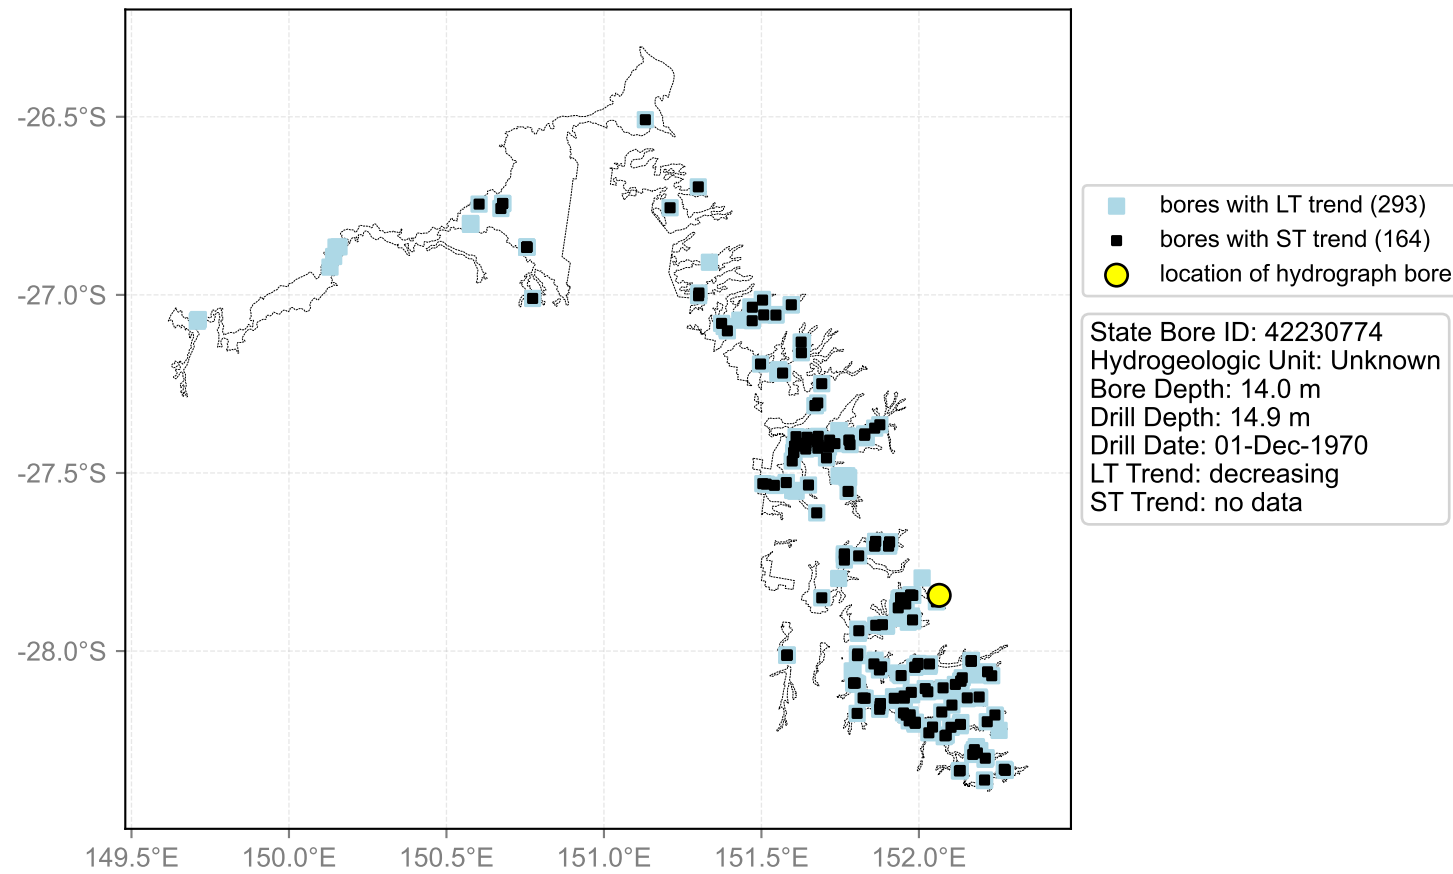 -26.5°S
-27.0°S
-27.5°S
-28.0°S
149.5°E 150.0°E 150.5°E 151.0°E 151.5°E 152.0°E
bores with LT trend (293)
bores with ST trend (164)
location of hydrograph bore
State Bore ID: 42230774
Hydrogeologic Unit: Unknown
Bore Depth: 14.0 m
Drill Depth: 14.9 m
Drill Date: 01-Dec-1970
LT Trend: decreasing
ST Trend: no data